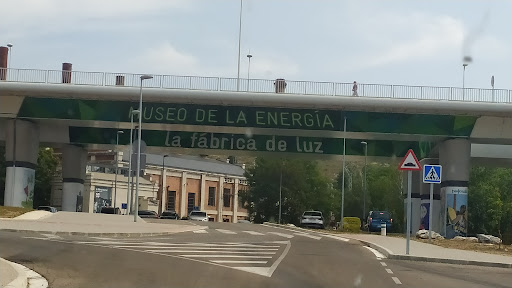 MUSEO DE LA ENERGÍA
la fábrica de luz